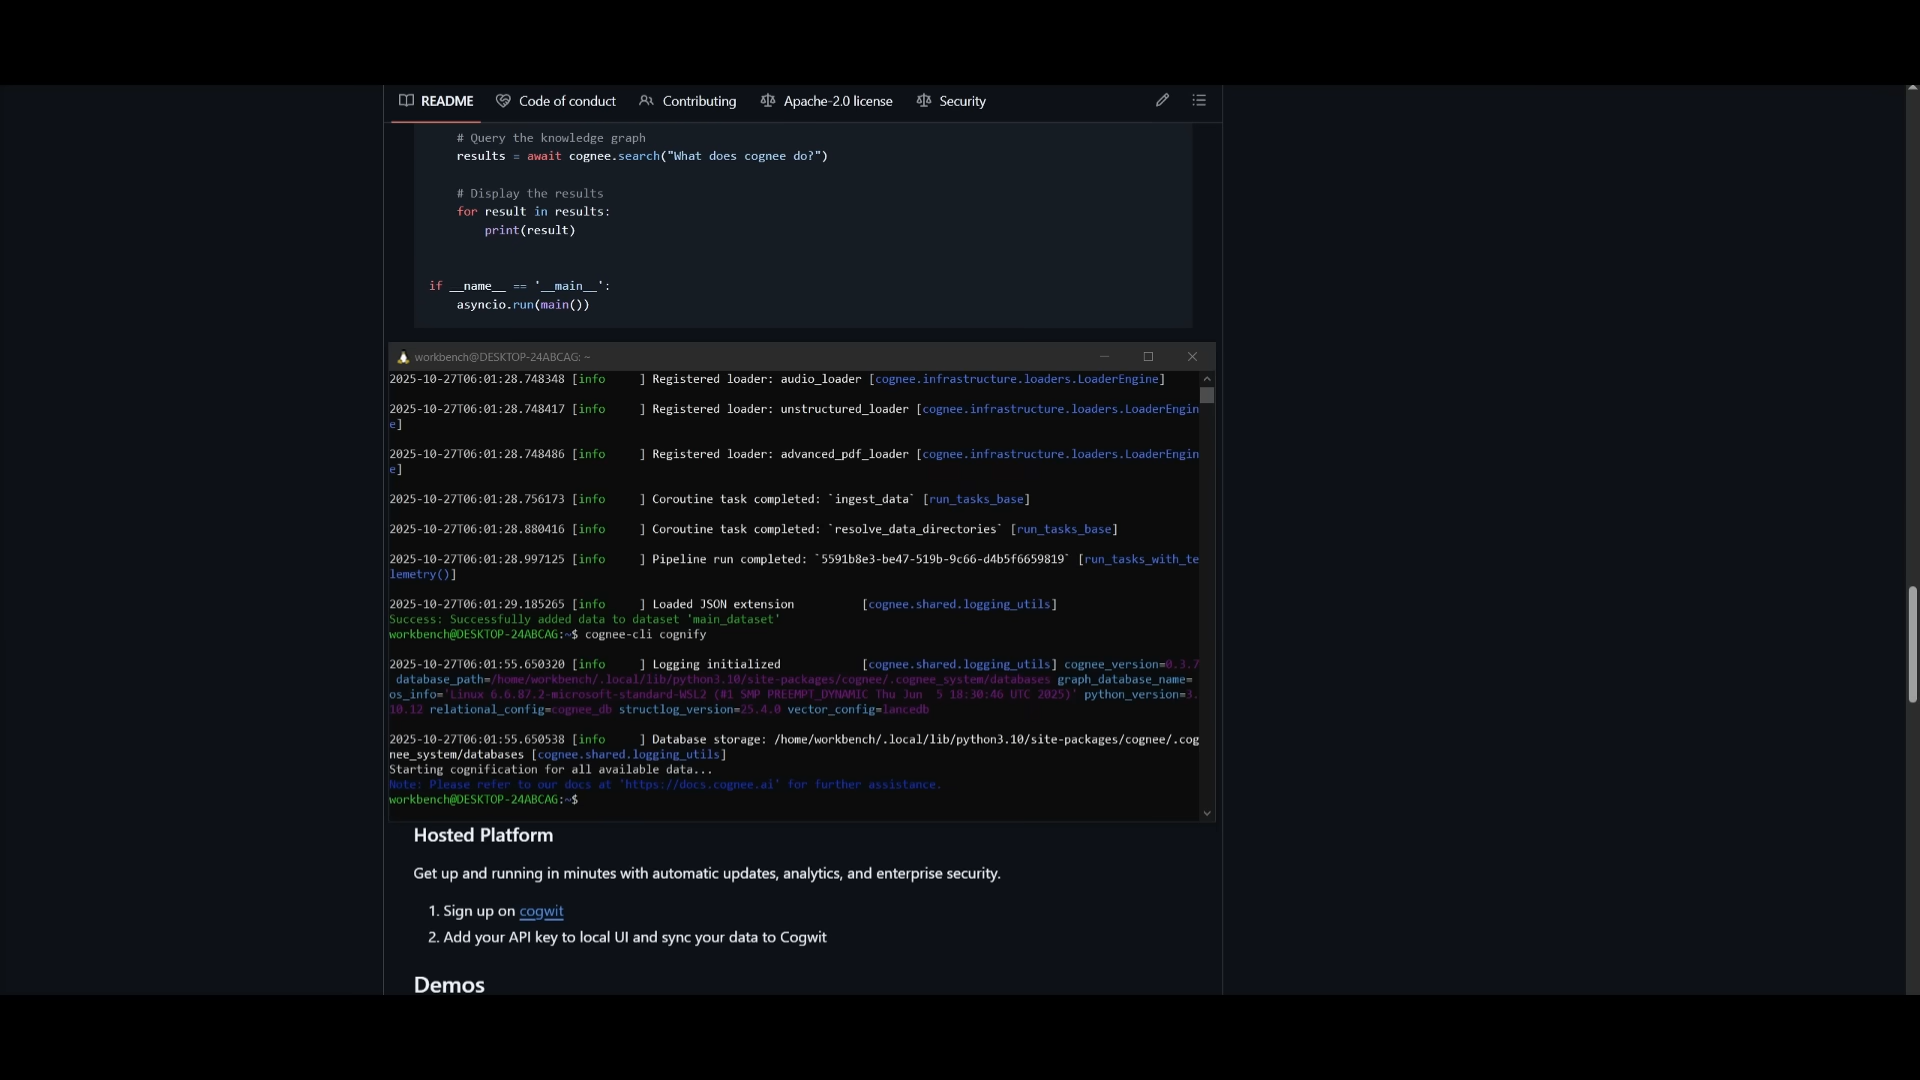 README Code of conduct Contributing Apache-2.0 license Security
# Query the knowledge graph
results = await cognee.search("What does cognee do?")
# Display the results
for result in results:
print(result)
if __name__ == '__main__':
asyncio.run(main())
workbench@DESKTOP-24ABCAG: ~
2025-10-27T06:01:28.748348 [info     ] Registered loader: audio_loader [cognee.infrastructure.loaders.LoaderEngine]
2025-10-27T06:01:28.748417 [info     ] Registered loader: unstructured_loader [cognee.infrastructure.loaders.LoaderEngin
e]
2025-10-27T06:01:28.748486 [info     ] Registered loader: advanced_pdf_loader [cognee.infrastructure.loaders.LoaderEngin
e]
2025-10-27T06:01:28.756173 [info     ] Coroutine task completed: `ingest_data` [run_tasks_base]
2025-10-27T06:01:28.880416 [info     ] Coroutine task completed: `resolve_data_directories` [run_tasks_base]
2025-10-27T06:01:28.997125 [info     ] Pipeline run completed: `5591b8e3-be47-519b-9c66-d4b5f6659819` [run_tasks_with_te
lemetry()]
2025-10-27T06:01:29.185265 [info     ] Loaded JSON extension          [cognee.shared.logging_utils]
Success: Successfully added data to dataset 'main_dataset'
workbench@DESKTOP-24ABCAG:~$ cognee-cli cognify
2025-10-27T06:01:55.650320 [info     ] Logging initialized            [cognee.shared.logging_utils] cognee_version=0.3.7
database_path=/home/workbench/.local/lib/python3.10/site-packages/cognee/.cognee_system/databases graph_database_name=
os_info='Linux 6.6.87.2-microsoft-standard-WSL2 (#1 SMP PREEMPT_DYNAMIC Thu Jun  5 18:30:46 UTC 2025)' python_version=3.
10.12 relational_config=cognee_db structlog_version=25.4.0 vector_config=lancedb
2025-10-27T06:01:55.650538 [info     ] Database storage: /home/workbench/.local/lib/python3.10/site-packages/cognee/.cog
nee_system/databases [cognee.shared.logging_utils]
Starting cognification for all available data...
Note: Please refer to our docs at 'https://docs.cognee.ai' for further assistance.
workbench@DESKTOP-24ABCAG:~$
Hosted Platform
Get up and running in minutes with automatic updates, analytics, and enterprise security.
1. Sign up on cogwit
2. Add your API key to local UI and sync your data to Cogwit
Demos